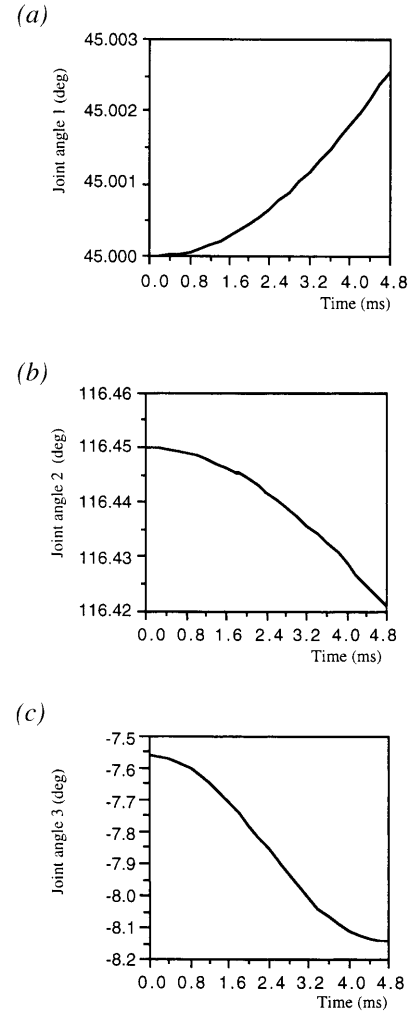 (a)
45.003
45.002
45.001
45.000
Joint angle 1 (deg)
0.0 0.8 1.6 2.4 3.2 4.0 4.8
Time (ms)
(b)
116.46
116.45
116.44
116.43
116.42
Joint angle 2 (deg)
0.0 0.8 1.6 2.4 3.2 4.0 4.8
Time (ms)
(c)
-7.5
-7.6
-7.7
-7.8
-7.9
-8.0
-8.1
-8.2
Joint angle 3 (deg)
0.0 0.8 1.6 2.4 3.2 4.0 4.8
Time (ms)